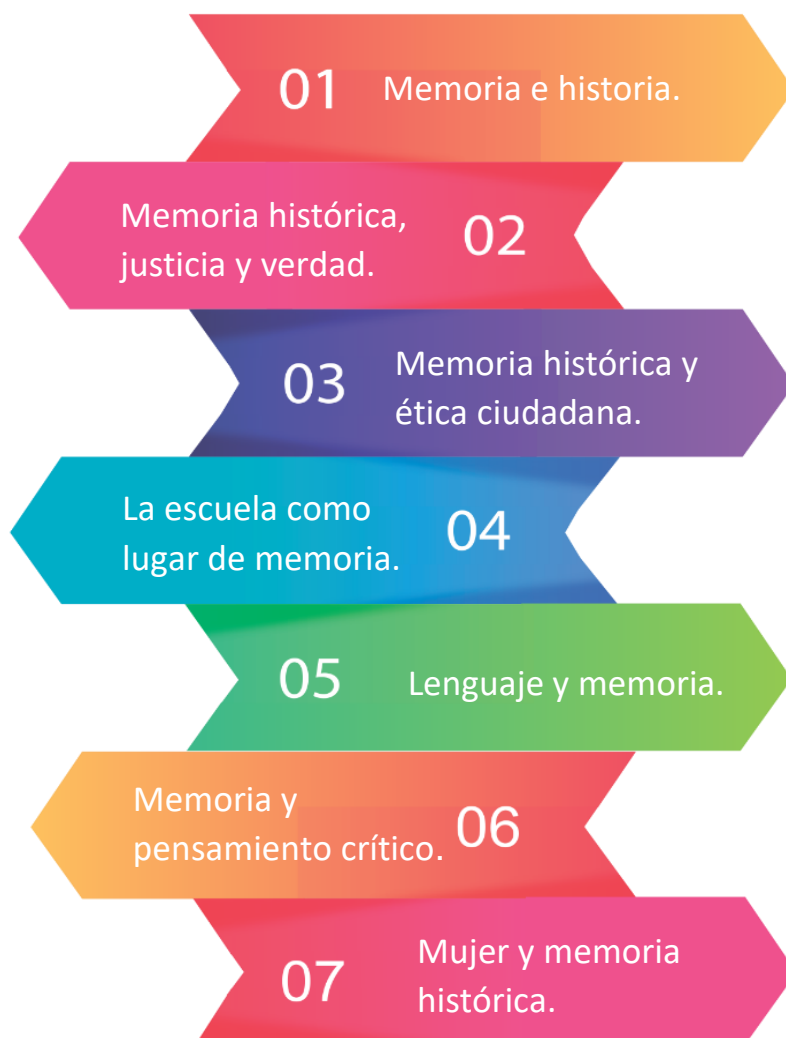 01 Memoria e historia.
Memoria histórica,
justicia y verdad.
02
03
Memoria histórica y
ética ciudadana.
La escuela como
lugar de memoria.
04
05 Lenguaje y memoria.
Memoria y
pensamiento crítico.
06
07
Mujer y memoria
histórica.